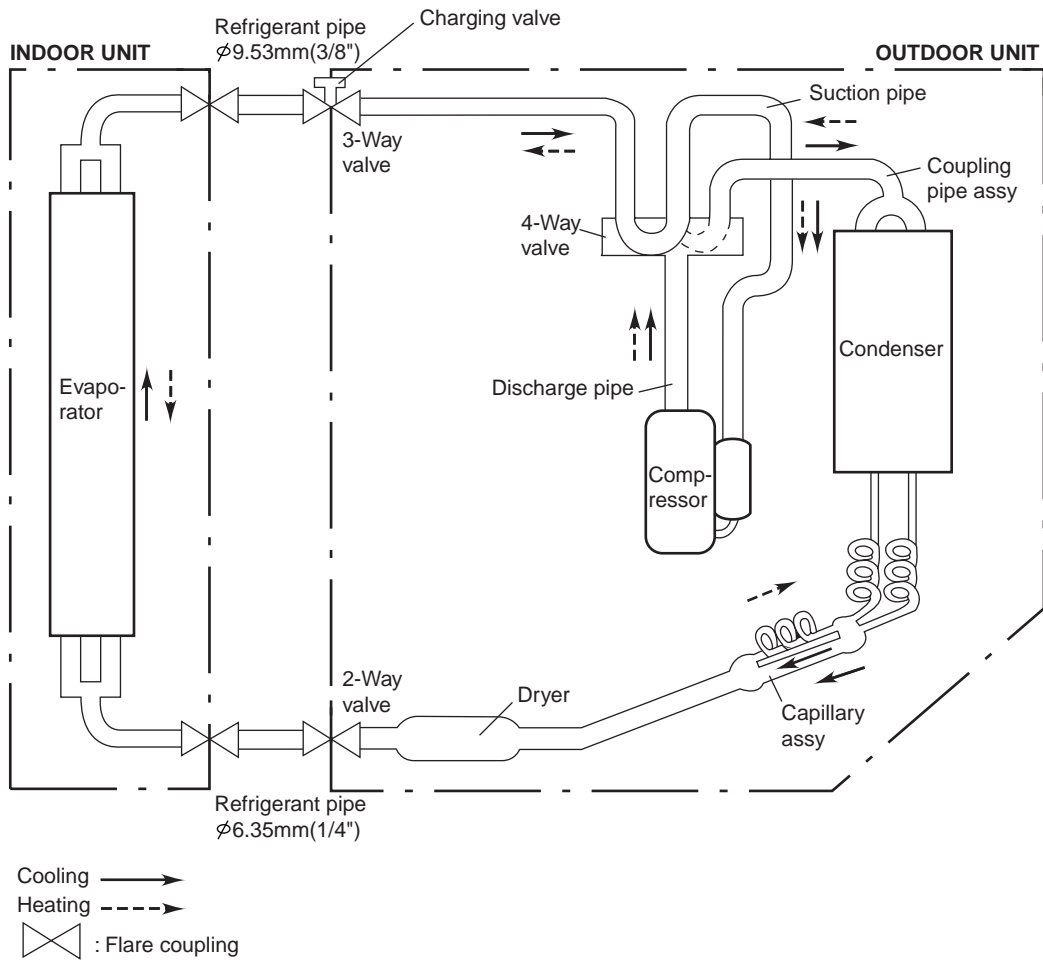 Charging valve
Refrigerant pipe
ø9.53mm(3/8")
INDOOR UNIT
OUTDOOR UNIT
Suction pipe
3-Way
valve
Coupling
pipe assy
4-Way
valve
Condenser
Evapo-
rator
Discharge pipe
Comp-
ressor
2-Way
valve
Dryer
Capillary
assy
Refrigerant pipe
ø6.35mm(1/4")
Cooling
Heating
: Flare coupling